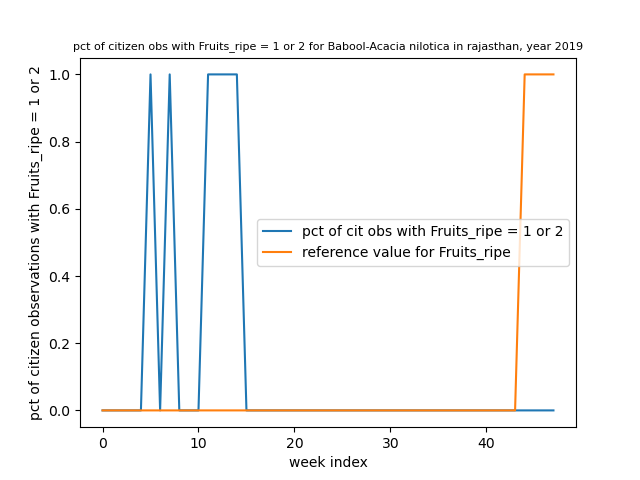 pct of citizen obs with Fruits_ripe = 1 or 2 for Babool-Acacia nilotica in rajasthan, year 2019
pct of citizen observations with Fruits_ripe = 1 or 2
1.0
0.8
0.6
0.4
0.2
0.0
pct of cit obs with Fruits_ripe = 1 or 2
reference value for Fruits_ripe
0 10 20 30 40
week index